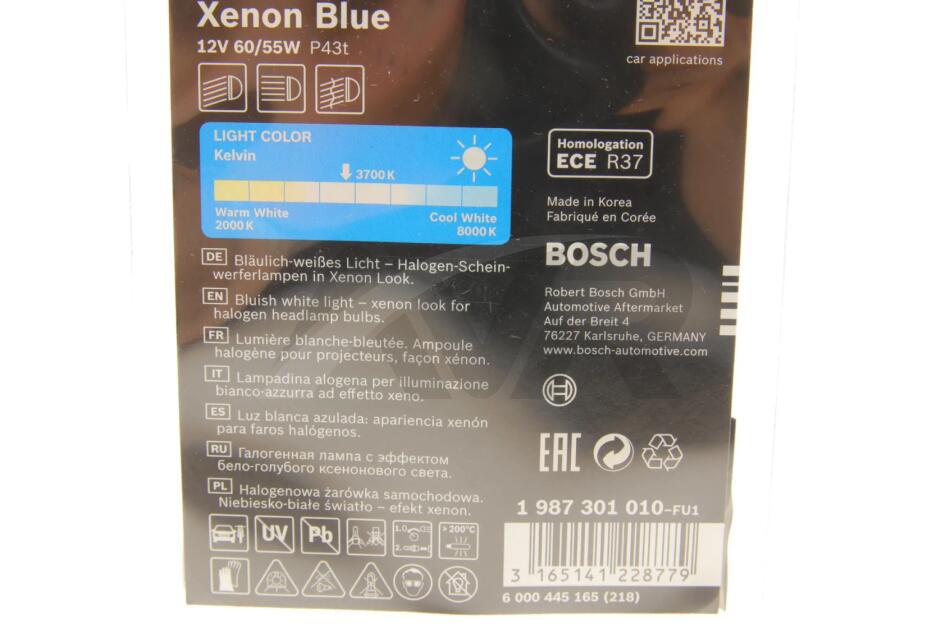 Xenon Blue
12V 60/55W P43t
car applications
LIGHT COLOR
Kelvin
3700 K
Warm White
2000 K
Cool White
8000 K
Homologation
ECE R37
Made in Korea
Fabriqué en Corée
BOSCH
Robert Bosch GmbH
Automotive Aftermarket
Auf der Breit 4
76227 Karlsruhe, GERMANY
www.bosch-automotive.com
DE Bläulich-weißes Licht – Halogen-Schein-
werferlampen in Xenon Look.
EN Bluish white light – xenon look for
halogen headlamp bulbs.
FR Lumière blanche-bleutée. Ampoule
halogène pour projecteurs, façon xénon.
IT Lampadina alogena per illuminazione
bianco-azzurra ad effetto xeno.
ES Luz blanca azulada: apariencia xenón
para faros halógenos.
RU Галогенная лампа с эффектом
бело-голубого ксенонового света.
PL Halogenowa żarówka samochodowa.
Niebiesko-białe światło – efekt xenon.
UV
Pb
1.0
2.
> 200°C
EAC
1 987 301 010-FU1
3 165141 228779
6 000 445 165 (218)
AVR